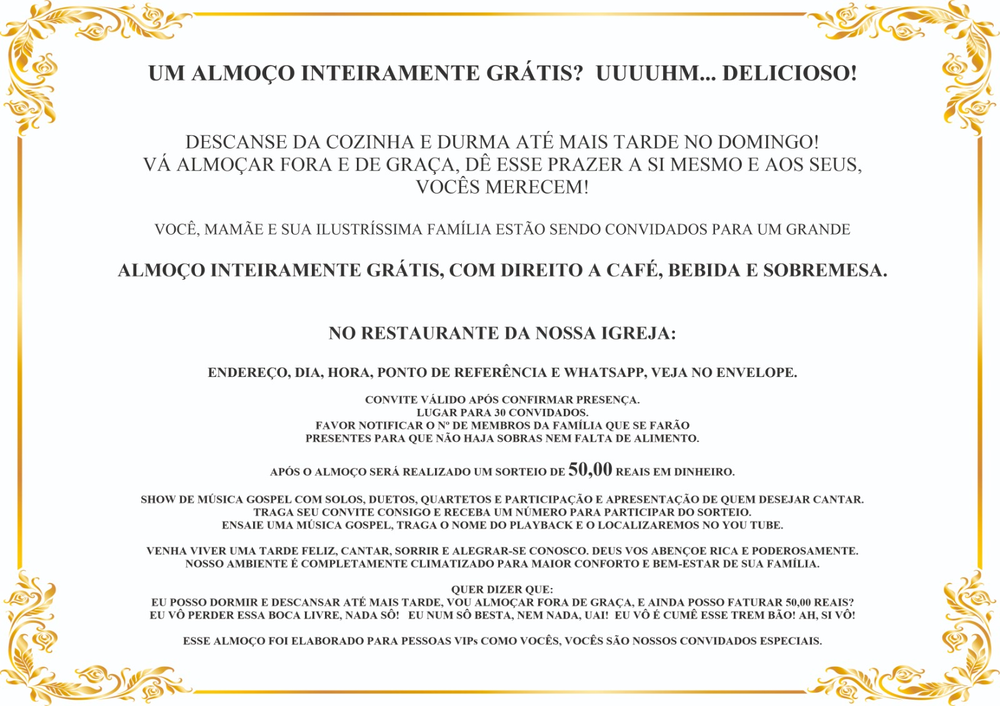 UM ALMOÇO INTEIRAMENTE GRÁTIS? UUUUHM... DELICIOSO!
DESCANSE DA COZINHA E DURMA ATÉ MAIS TARDE NO DOMINGO!
VÁ ALMOÇAR FORA E DE GRAÇA, DÊ ESSE PRAZER A SI MESMO E AOS SEUS,
VOCÊS MERECEM!
VOCÊ, MAMÃE E SUA ILUSTRÍSSIMA FAMÍLIA ESTÃO SENDO CONVIDADOS PARA UM GRANDE
ALMOÇO INTEIRAMENTE GRÁTIS, COM DIREITO A CAFÉ, BEBIDA E SOBREMESA.
NO RESTAURANTE DA NOSSA IGREJA:
ENDEREÇO, DIA, HORA, PONTO DE REFERÊNCIA E WHATSAPP, VEJA NO ENVELOPE.
CONVITE VÁLIDO APÓS CONFIRMAR PRESENÇA.
LUGAR PARA 30 CONVIDADOS.
FAVOR NOTIFICAR O Nº DE MEMBROS DA FAMÍLIA QUE SE FARÃO
PRESENTES PARA QUE NÃO HAJA SOBRAS NEM FALTA DE ALIMENTO.
APÓS O ALMOÇO SERÁ REALIZADO UM SORTEIO DE 50,00 REAIS EM DINHEIRO.
SHOW DE MÚSICA GOSPEL COM SOLOS, DUETOS, QUARTETOS E PARTICIPAÇÃO E APRESENTAÇÃO DE QUEM DESEJAR CANTAR.
TRAGA SEU CONVITE CONSIGO E RECEBA UM NÚMERO PARA PARTICIPAR DO SORTEIO.
ENSAIE UMA MÚSICA GOSPEL, TRAGA O NOME DO PLAYBACK E O LOCALIZAREMOS NO YOU TUBE.
VENHA VIVER UMA TARDE FELIZ, CANTAR, SORRIR E ALEGRAR-SE CONOSCO. DEUS VOS ABENÇOE RICA E PODEROSAMENTE.
NOSSO AMBIENTE É COMPLETAMENTE CLIMATIZADO PARA MAIOR CONFORTO E BEM-ESTAR DE SUA FAMÍLIA.
QUER DIZER QUE:
EU POSSO DORMIR E DESCANSAR ATÉ MAIS TARDE, VOU ALMOÇAR FORA DE GRAÇA, E AINDA POSSO FATURAR 50,00 REAIS?
EU VÔ PERDER ESSA BOCA LIVRE, NADA SÔ! EU NUM SÔ BESTA, NEM NADA, UAI! EU VÔ É CUMÊ ESSE TREM BÃO! AH, SI VÔ!
ESSE ALMOÇO FOI ELABORADO PARA PESSOAS VIPs COMO VOCÊS, VOCÊS SÃO NOSSOS CONVIDADOS ESPECIAIS.